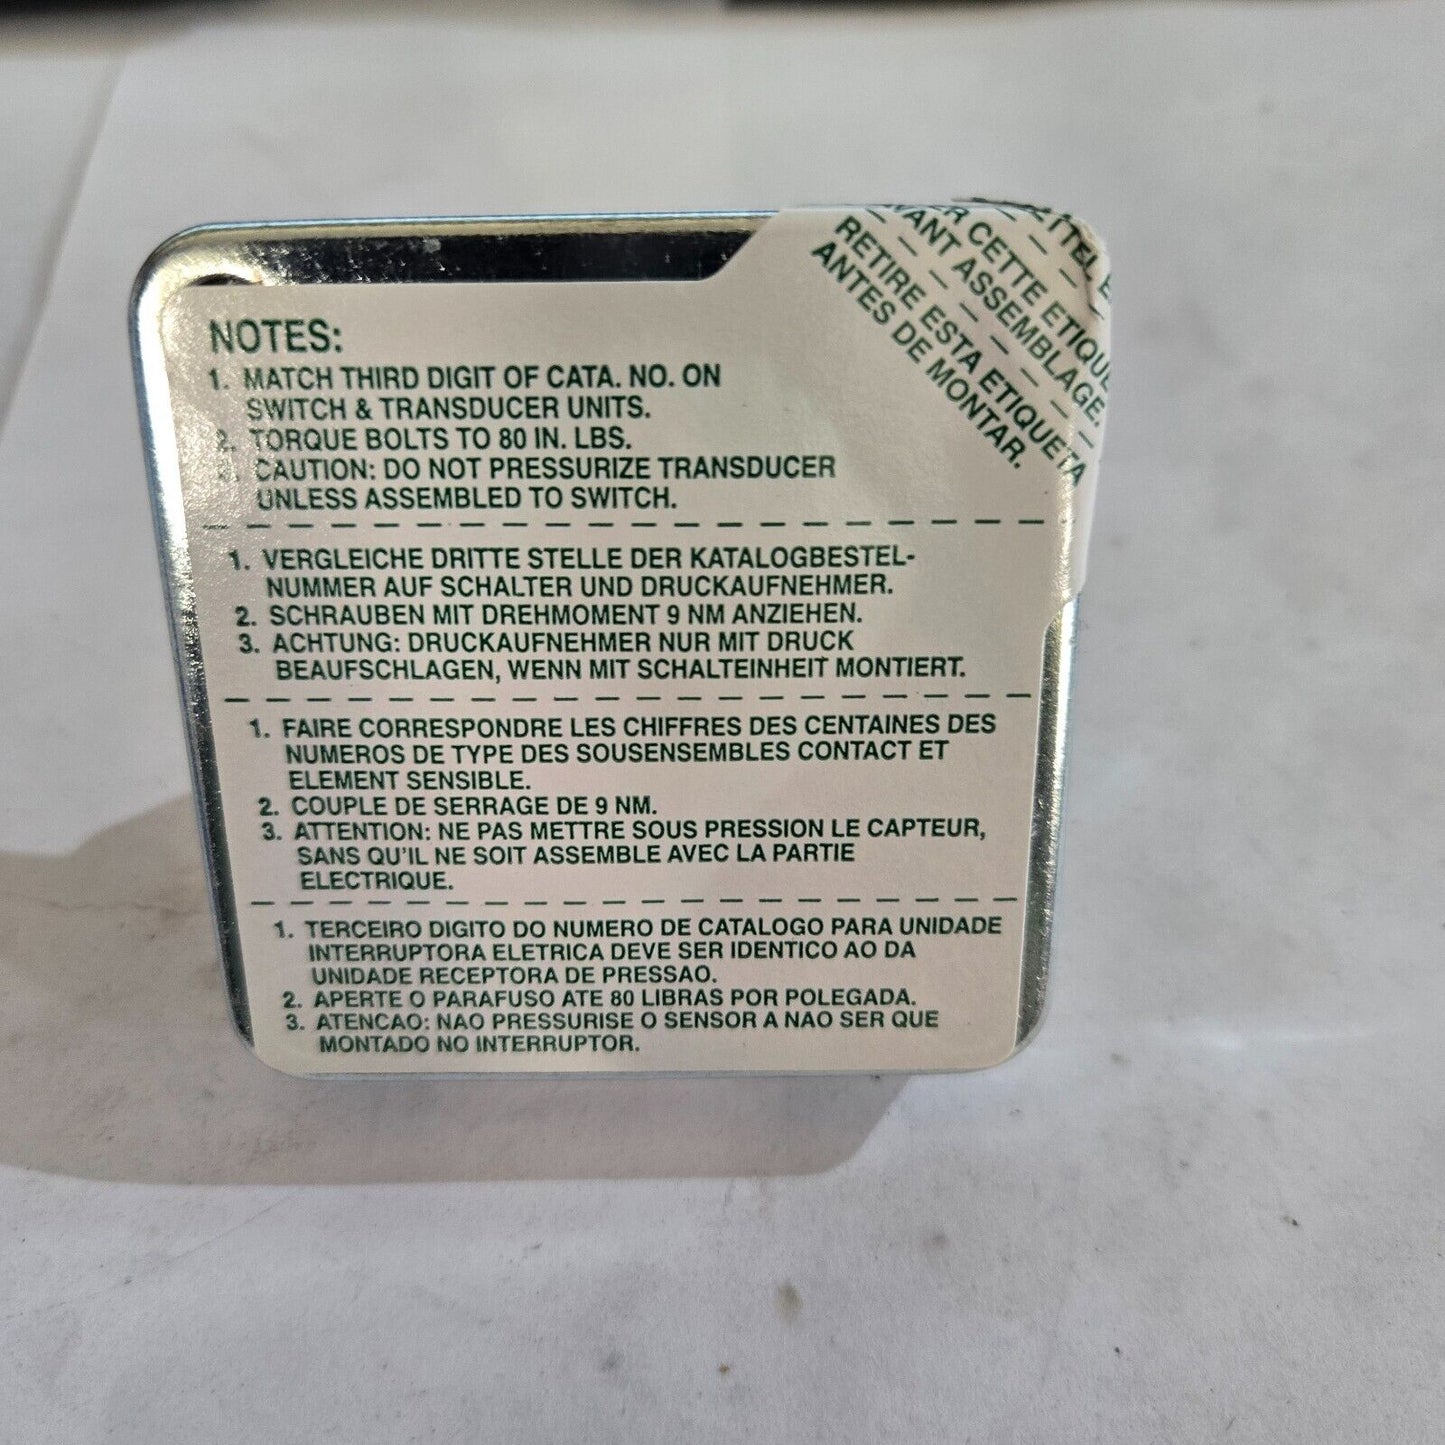 NOTES:
1. MATCH THIRD DIGIT OF CATA. NO. ON
SWITCH & TRANSDUCER UNITS.
2. TORQUE BOLTS TO 80 IN. LBS.
3. CAUTION: DO NOT PRESSURIZE TRANSDUCER
UNLESS ASSEMBLED TO SWITCH.
1. VERGLEICHE DRITTE STELLE DER KATALOGBESTEL-
NUMMER AUF SCHALTER UND DRUCKAUFNEHMER.
2. SCHRAUBEN MIT DREHMOMENT 9 NM ANZIEHEN.
3. ACHTUNG: DRUCKAUFNEHMER NUR MIT DRUCK
BEAUFSCHLAGEN, WENN MIT SCHALTEINHEIT MONTIERT.
1. FAIRE CORRESPONDRE LES CHIFFRES DES CENTAINES DES
NUMEROS DE TYPE DES SOUSENSEMBLES CONTACT ET
ELEMENT SENSIBLE.
2. COUPLE DE SERRAGE DE 9 NM.
3. ATTENTION: NE PAS METTRE SOUS PRESSION LE CAPTEUR,
SANS QU'IL NE SOIT ASSEMBLE AVEC LA PARTIE
ELECTRIQUE.
1. TERCEIRO DIGITO DO NUMERO DE CATALOGO PARA UNIDADE
INTERRUPTORA ELETRICA DEVE SER IDENTICO AO DA
UNIDADE RECEPTORA DE PRESSAO.
2. APERTE O PARAFUSO ATE 80 LIBRAS POR POLEGADA.
3. ATENCAO: NAO PRESSURISE O SENSOR A NAO SER QUE
MONTADO NO INTERRUPTOR.
CETTE
ASSEMBLAGE.
RETIRE ESTA ETIQUETA
ANTES DE MONTAR.